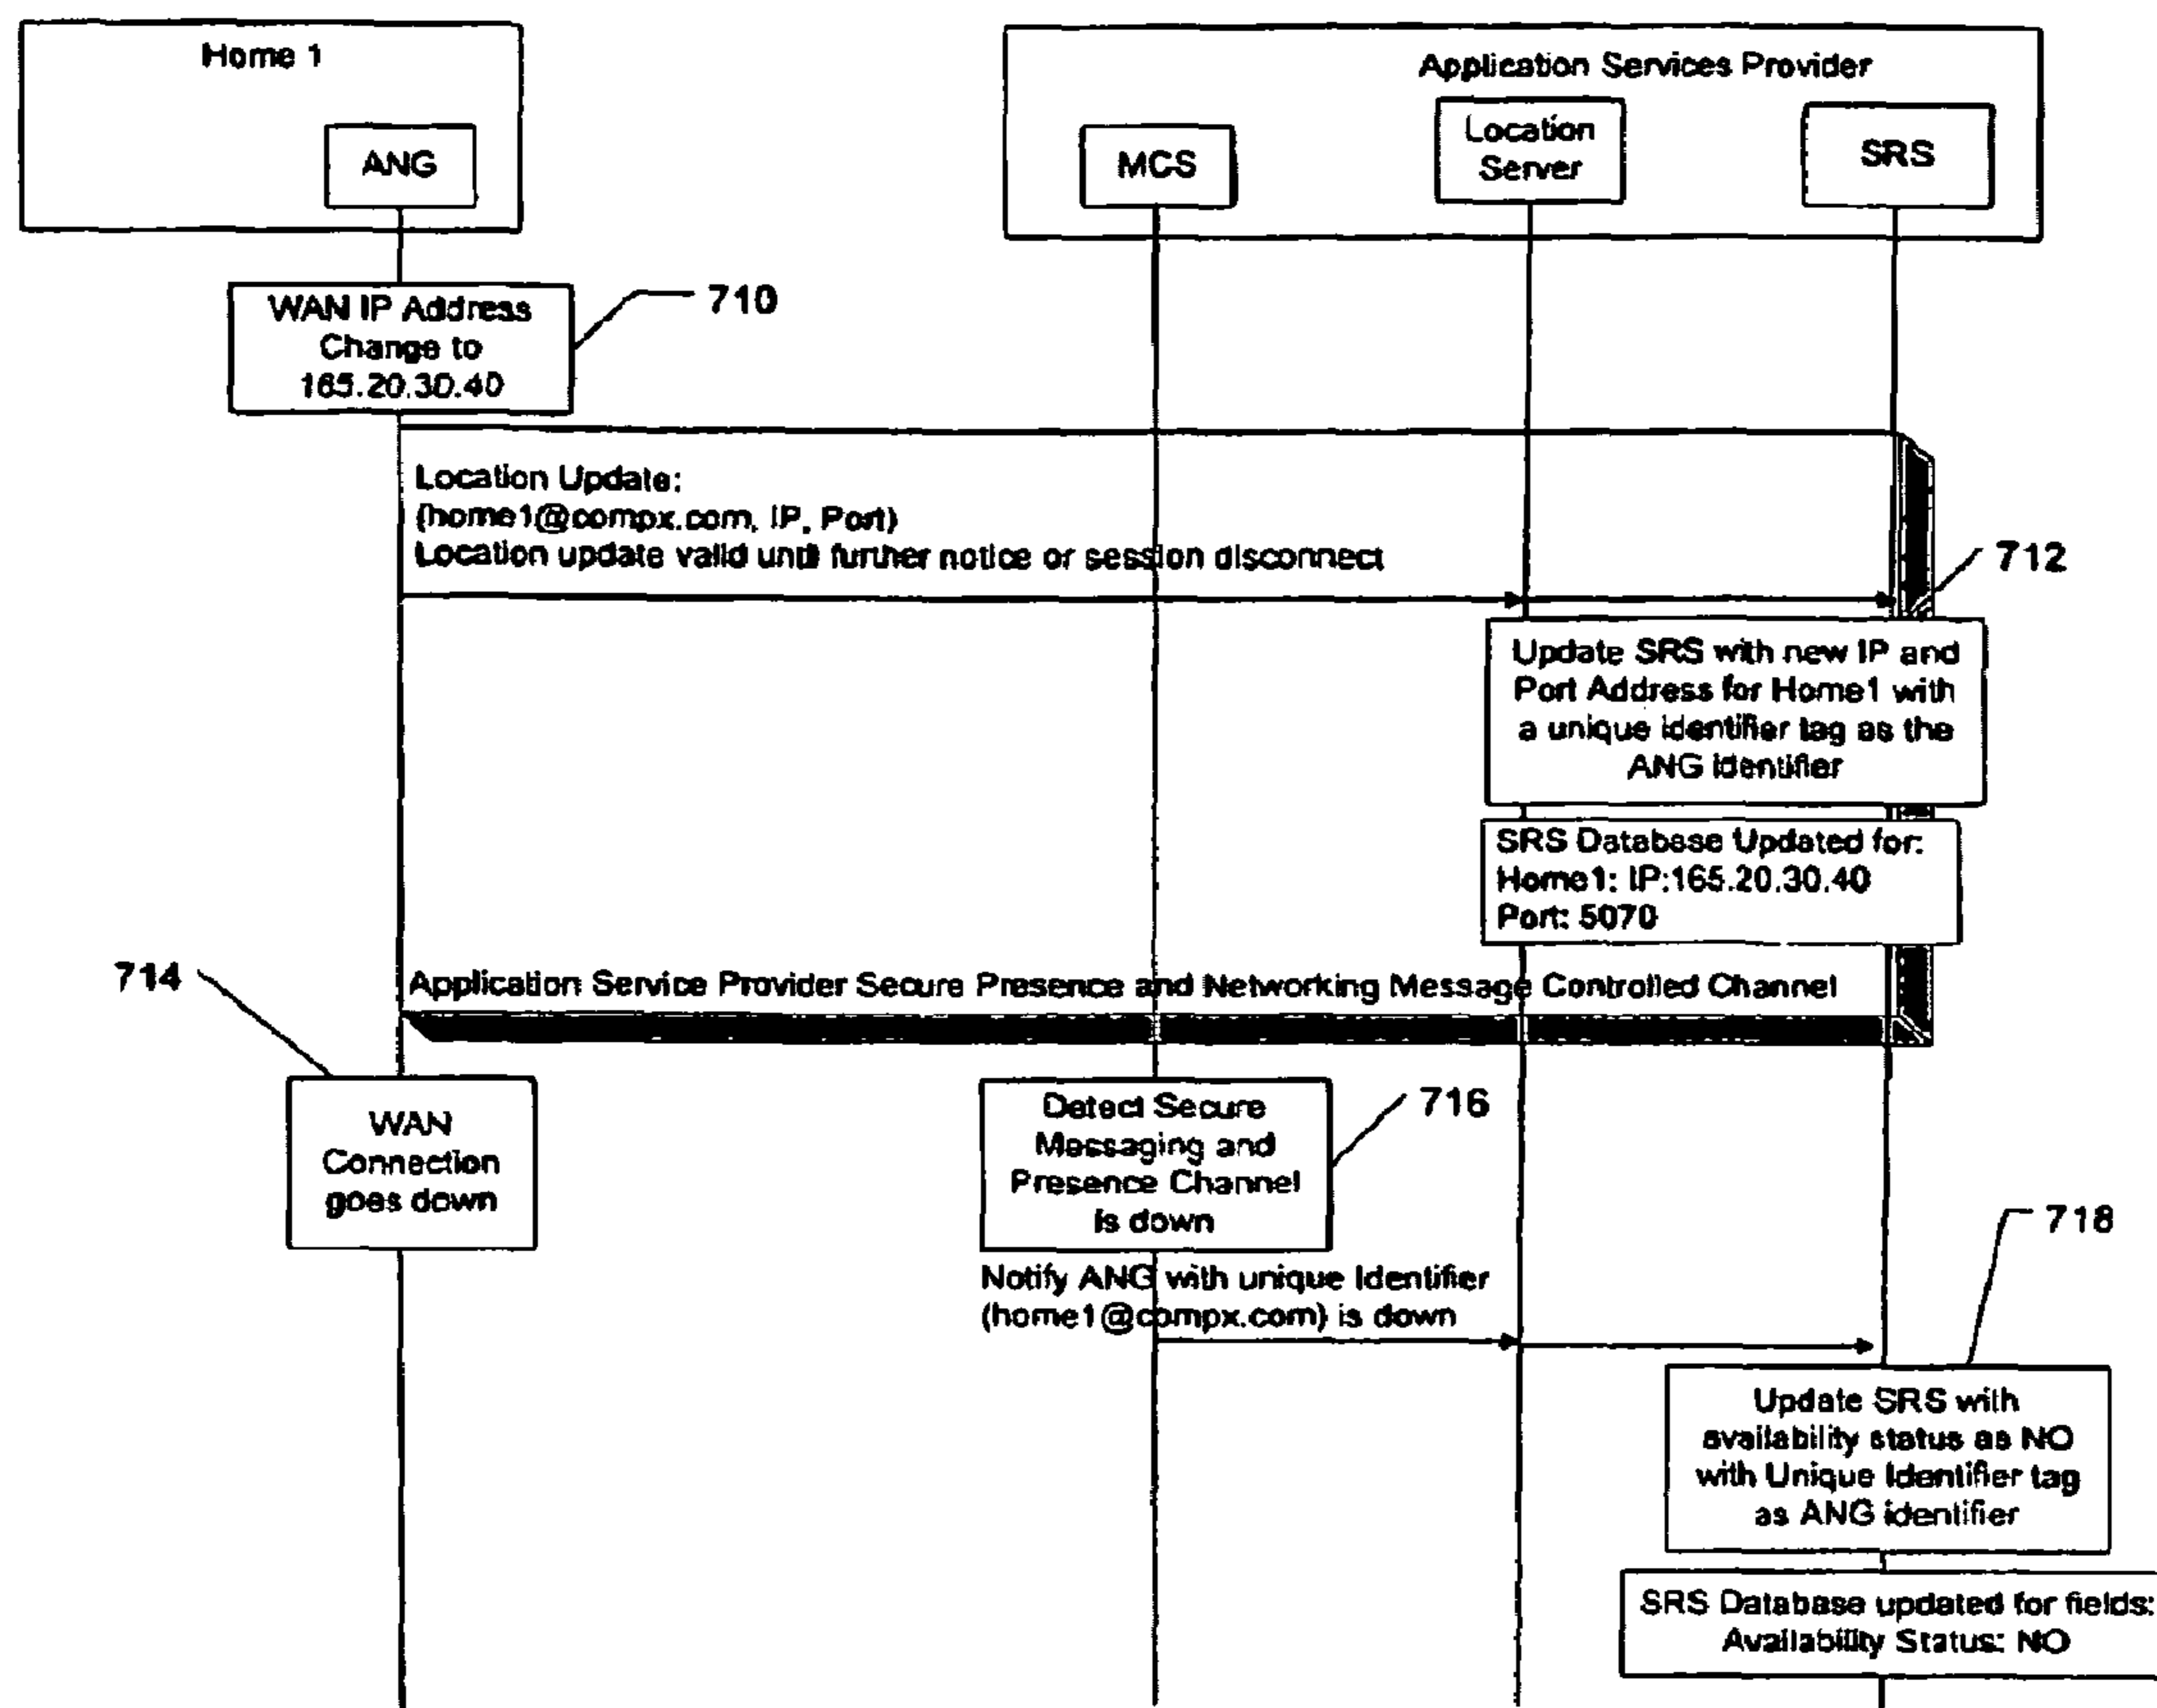 Home 1
ANG
Application Services Provider
MCS
Location
Server
SRS
WAN IP Address
Change to
165.20.30.40
710
Location Update:
(home1@compx.com, IP, Port)
Location update valid until further notice or session disconnect
712
Update SRS with new IP and
Port Address for Home1 with
a unique identifier tag as the
ANG identifier
SRS Database Updated for:
Home1: IP:165.20.30.40
Port: 5070
714
Application Service Provider Secure Presence and Networking Message Controlled Channel
WAN
Connection
goes down
Detect Secure
Messaging and
Presence Channel
is down
716
Notify ANG with unique Identifier
(home1@compx.com) is down
718
Update SRS with
availability status as NO
with Unique Identifier tag
as ANG identifier
SRS Database updated for fields:
Availability Status: NO